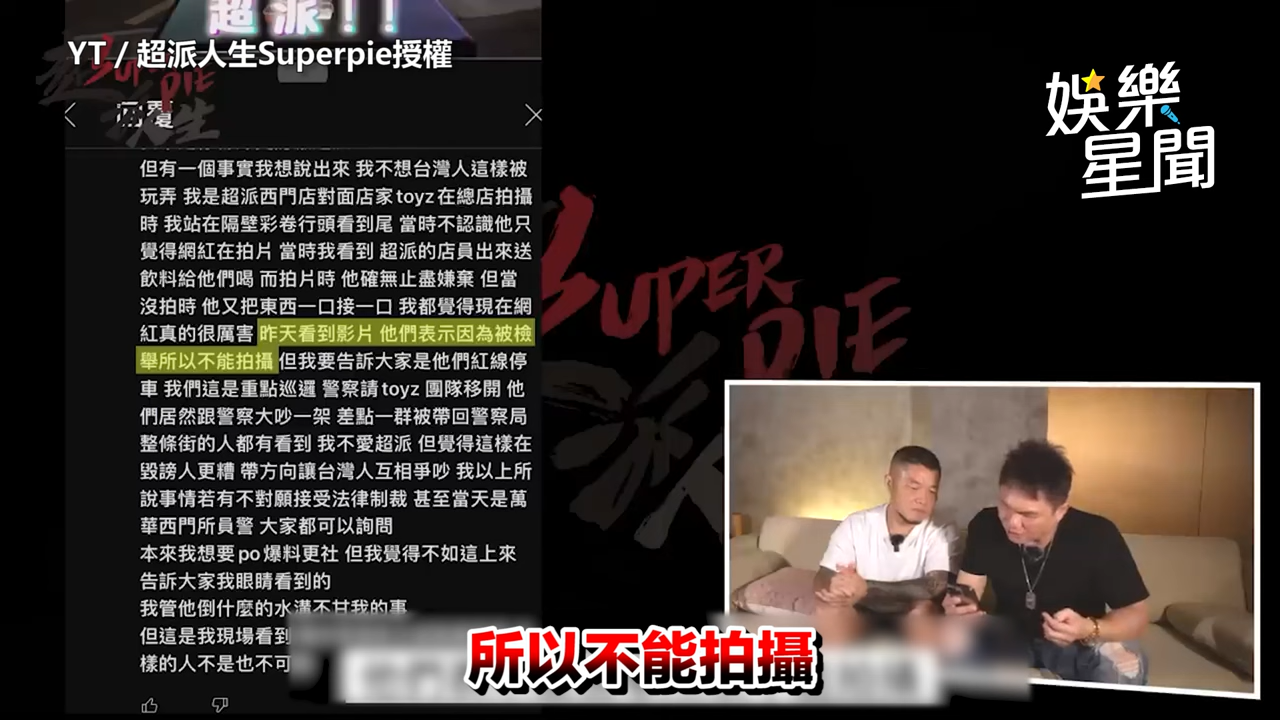 超派！！
YT / 超派人生Superpie授權
娛樂
星聞
回覆
但有一個事實我想說出來 我不想台灣人這樣被
玩弄 我是超派西門店對面店家 toyz 在總店拍攝
時 我站在隔壁彩卷行頭看到尾 當時不認識他只
覺得網紅在拍片 當時我看到 超派的店員出來送
飲料給他們喝 而拍片時 他確無止盡嫌棄 但當
沒拍時 他又把東西一口接一口 我都覺得現在網
紅真的很厲害 昨天看到影片 他們表示因為被檢
舉所以不能拍攝 但我要告訴大家是他們紅線停
車 我們這是重點巡邏 警察請 toyz 團隊移開 他
們居然跟警察大吵一架 差點一群被帶回警察局
整條街的人都有看到 我不愛超派 但覺得這樣在
毀謗人更糟 帶方向讓台灣人互相爭吵 我以上所
說事情若有不對願接受法律制裁 甚至當天是萬
華西門所員警 大家都可以詢問
本來我想要 po 爆料更社 但我覺得不如這上來
告訴大家我眼睛看到的
我管他倒什麼的水溝不甘我的事
但這是我現場看到
樣的人不是也不可
SUPER
PIE
所以不能拍攝